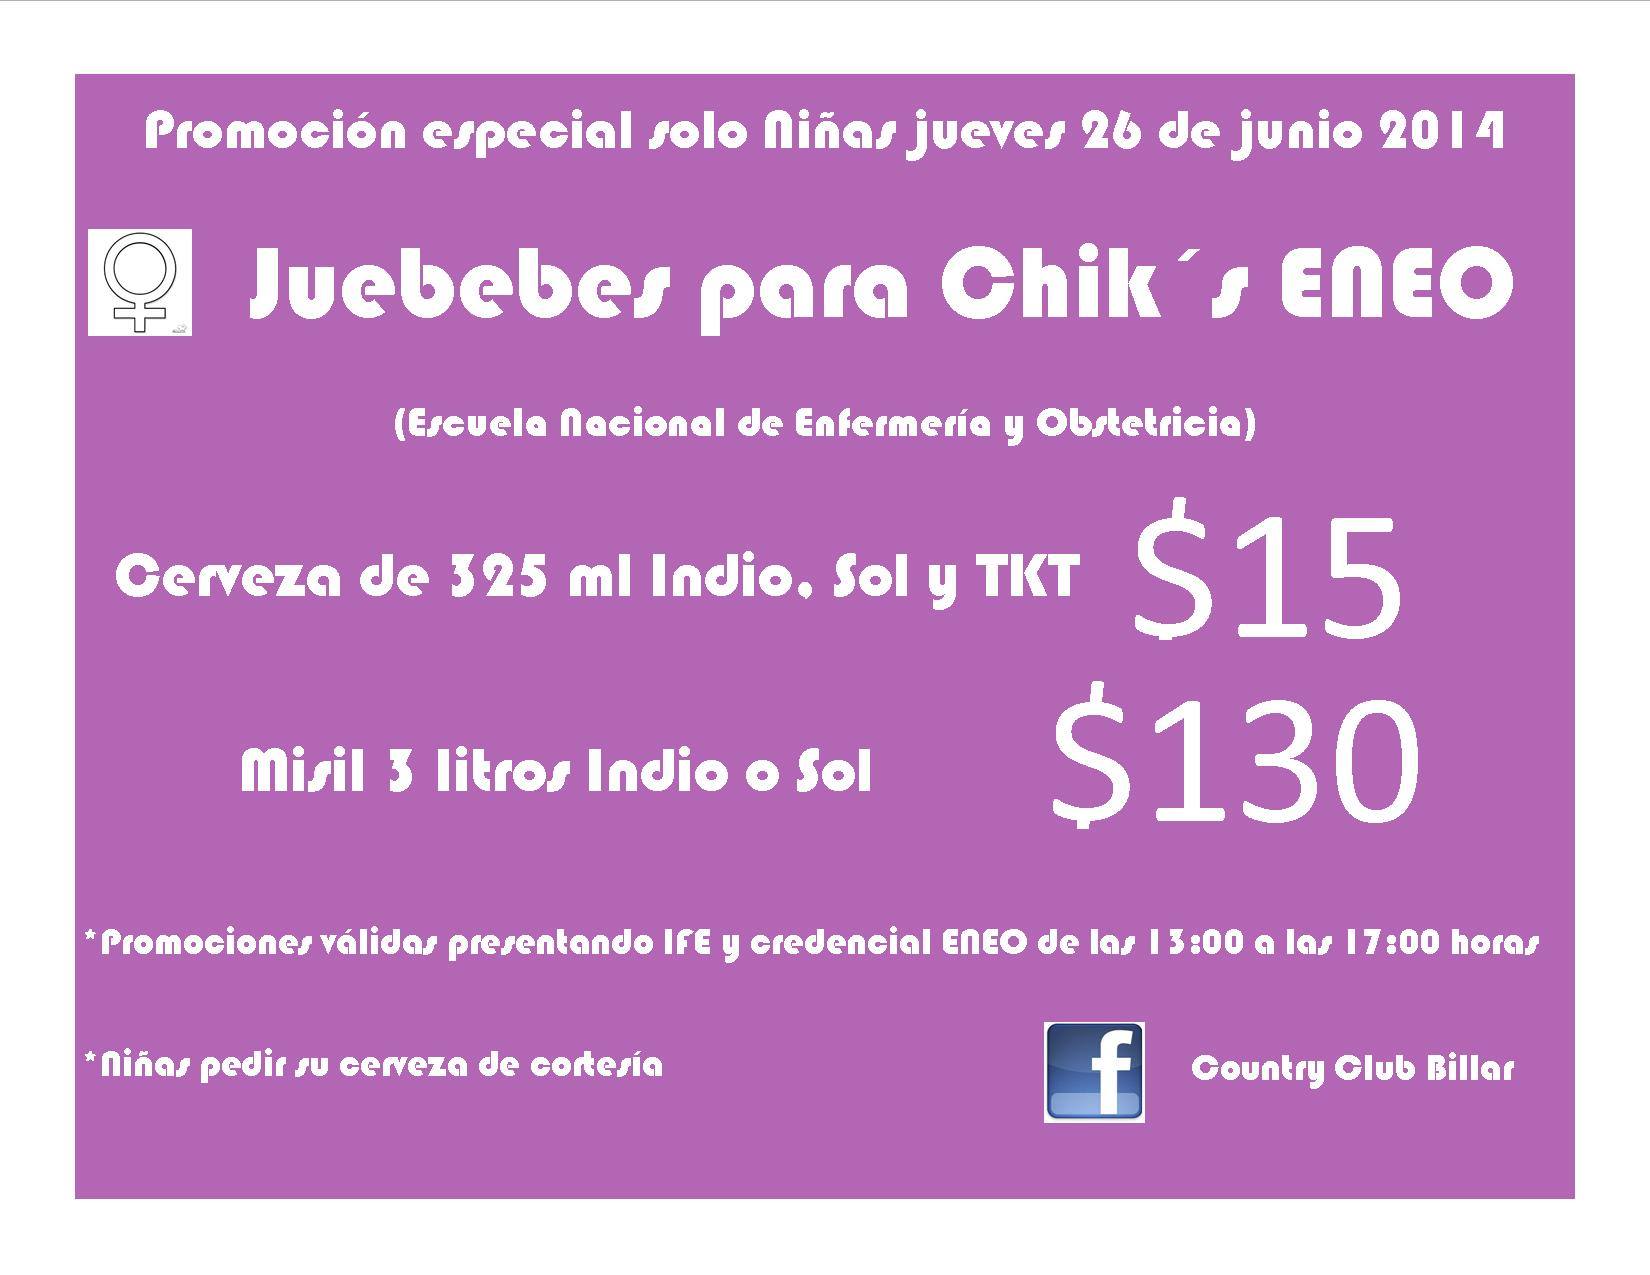 Promoción especial solo Niñas jueves 26 de junio 2014
Juebebes para Chik´s ENEO
(Escuela Nacional de Enfermería y Obstetricia)
Cerveza de 325 ml Indio, Sol y TKT $15
Misil 3 litros Indio o Sol $130
*Promociones válidas presentando IFE y credencial ENEO de las 13:00 a las 17:00 horas
*Niñas pedir su cerveza de cortesía
f Country Club Billar